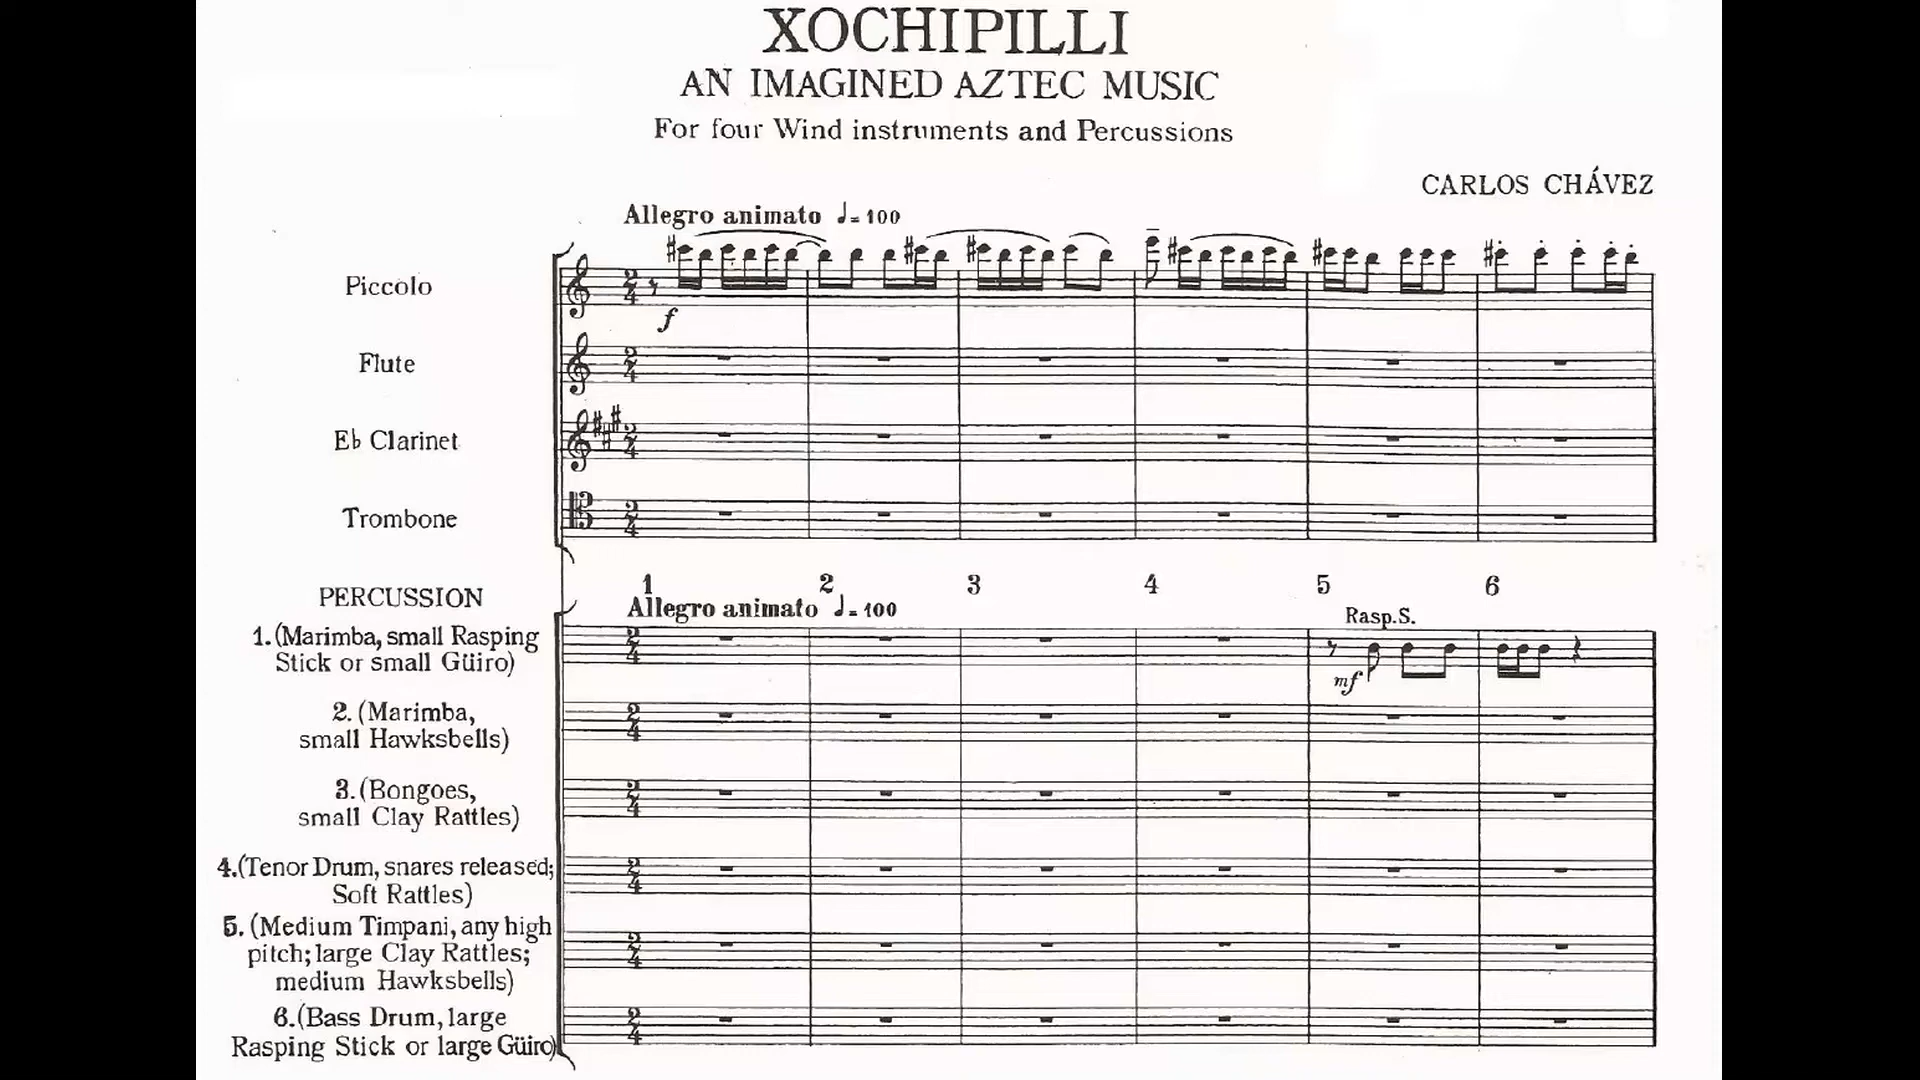 XOCHIPILLI
AN IMAGINED AZTEC MUSIC
For four Wind instruments and Percussions
CARLOS CHÁVEZ
Allegro animato ♩= 100
Piccolo
f
Flute
E♭ Clarinet
Trombone
1 2 3 4 5 6
PERCUSSION
Allegro animato ♩= 100
Rasp.S.
1.(Marimba, small Rasping
Stick or small Güiro)
mf
2. (Marimba,
small Hawksbells)
3.(Bongoes,
small Clay Rattles)
4.(Tenor Drum, snares released;
Soft Rattles)
5. (Medium Timpani, any high
pitch; large Clay Rattles;
medium Hawksbells)
6.(Bass Drum, large
Rasping Stick or large Güiro)